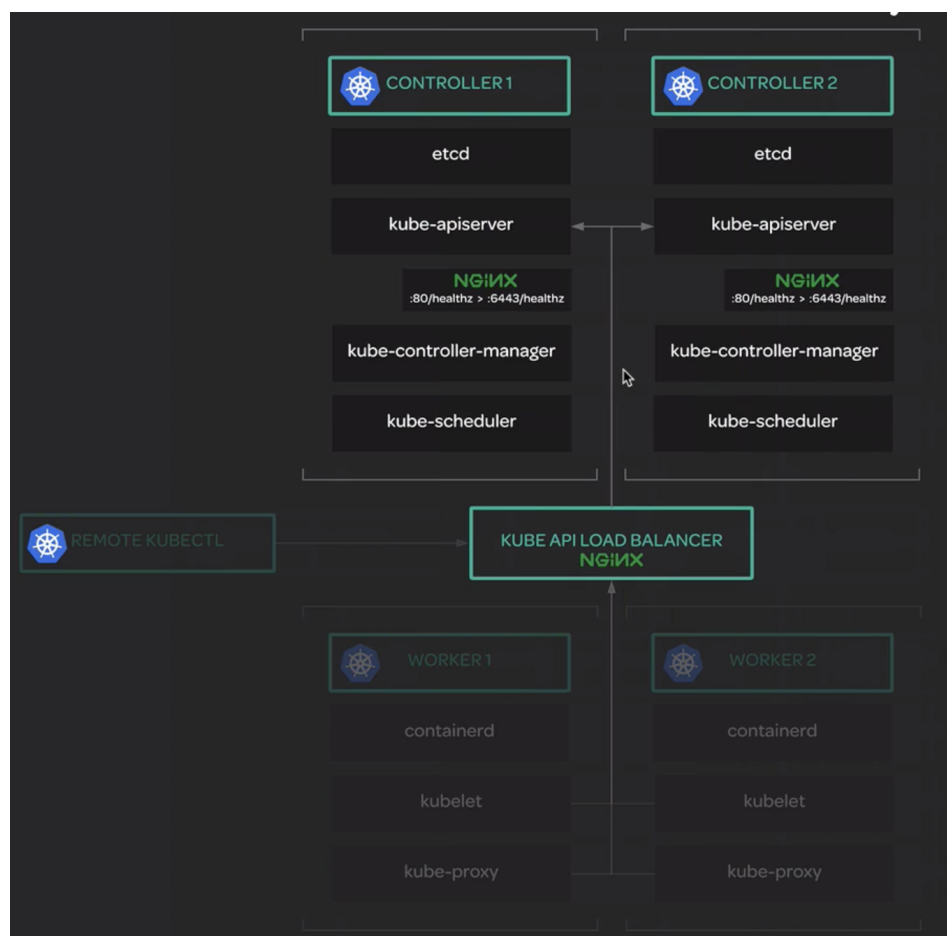 CONTROLLER 1
etcd
kube-apiserver
NGINX
:80/healthz > :6443/healthz
kube-controller-manager
kube-scheduler
CONTROLLER 2
etcd
kube-apiserver
NGINX
:80/healthz > :6443/healthz
kube-controller-manager
kube-scheduler
REMOTE KUBECTL
KUBE API LOAD BALANCER
NGINX
WORKER 1
containerd
kubelet
kube-proxy
WORKER 2
containerd
kubelet
kube-proxy